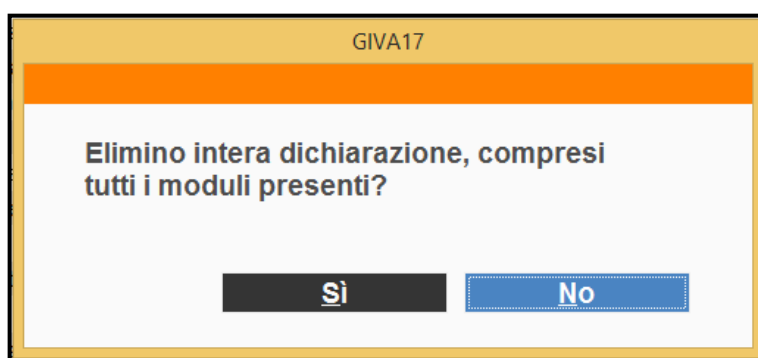 GIVA17
Elimino intera dichiarazione, compresi
tutti i moduli presenti?
Sì
No